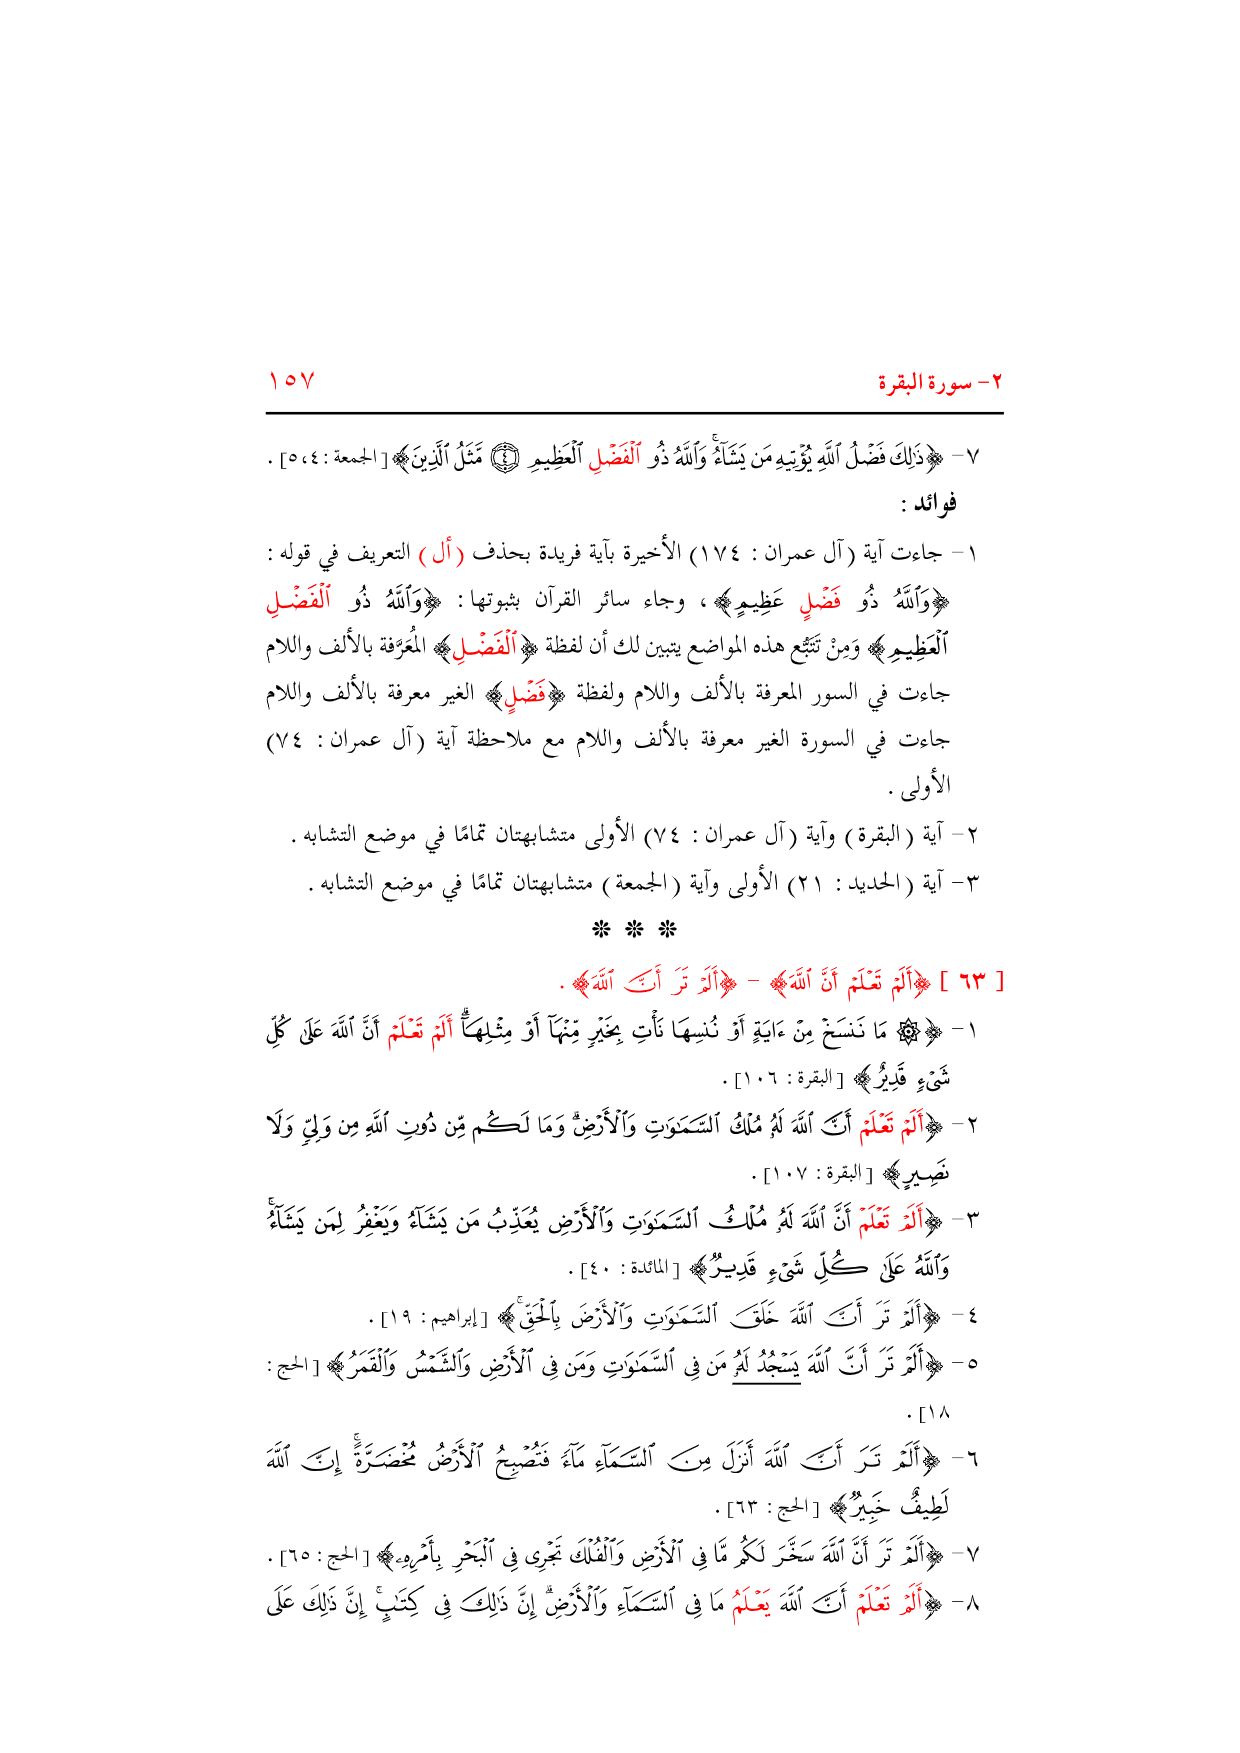 ٢- سورة البقرة ١٥٧
٧- ﴿ذَٰلِكَ فَضۡلُ ٱللَّهِ يُؤۡتِيهِ مَن يَشَآءُۚ وَٱللَّهُ ذُو ٱلۡفَضۡلِ ٱلۡعَظِيمِ ۝٤ مَّثَلُ ٱلَّذِينَ﴾ [الجمعة: ٥،٤].
فوائد :
١- جاءت آية (آل عمران : ١٧٤) الأخيرة بآية فريدة بحذف (أل) التعريف في قوله :
﴿وَٱللَّهُ ذُو فَضۡلٍ عَظِيمٍ﴾، وجاء سائر القرآن بثبوتها: ﴿وَٱللَّهُ ذُو ٱلۡفَضۡلِ
ٱلۡعَظِيمِ﴾ وَمِنْ تَتَبُّع هذه المواضع يتبين لك أن لفظة ﴿ٱلۡفَضۡلِ﴾ المُعَرَّفة بالألف واللام
جاءت في السور المعرفة بالألف واللام ولفظة ﴿فَضۡلٍ﴾ الغير معرفة بالألف واللام
جاءت في السورة الغير معرفة بالألف واللام مع ملاحظة آية (آل عمران : ٧٤)
الأولى .
٢- آية (البقرة) وآية (آل عمران : ٧٤) الأولى متشابهتان تمامًا في موضع التشابه .
٣- آية (الحديد : ٢١) الأولى وآية (الجمعة) متشابهتان تمامًا في موضع التشابه .
❋ ❋ ❋
[ ٦٣ ] ﴿أَلَمۡ تَعۡلَمۡ أَنَّ ٱللَّهَ﴾ - ﴿أَلَمۡ تَرَ أَنَّ ٱللَّهَ﴾ .
١- ﴿۞ مَا نَنسَخۡ مِنۡ ءَايَةٍ أَوۡ نُنسِهَا نَأۡتِ بِخَيۡرٖ مِّنۡهَآ أَوۡ مِثۡلِهَآۗ أَلَمۡ تَعۡلَمۡ أَنَّ ٱللَّهَ عَلَىٰ كُلِّ
شَيۡءٖ قَدِيرٌ﴾ [البقرة: ١٠٦].
٢- ﴿أَلَمۡ تَعۡلَمۡ أَنَّ ٱللَّهَ لَهُۥ مُلۡكُ ٱلسَّمَٰوَٰتِ وَٱلۡأَرۡضِۗ وَمَا لَكُم مِّن دُونِ ٱللَّهِ مِن وَلِيّٖ وَلَا
نَصِيرٍ﴾ [البقرة: ١٠٧].
٣- ﴿أَلَمۡ تَعۡلَمۡ أَنَّ ٱللَّهَ لَهُۥ مُلۡكُ ٱلسَّمَٰوَٰتِ وَٱلۡأَرۡضِ يُعَذِّبُ مَن يَشَآءُ وَيَغۡفِرُ لِمَن يَشَآءُۚ
وَٱللَّهُ عَلَىٰ كُلِّ شَيۡءٖ قَدِيرٞ﴾ [المائدة: ٤٠].
٤- ﴿أَلَمۡ تَرَ أَنَّ ٱللَّهَ خَلَقَ ٱلسَّمَٰوَٰتِ وَٱلۡأَرۡضَ بِٱلۡحَقِّۚ﴾ [إبراهيم: ١٩].
٥- ﴿أَلَمۡ تَرَ أَنَّ ٱللَّهَ يَسۡجُدُ لَهُۥ مَن فِي ٱلسَّمَٰوَٰتِ وَمَن فِي ٱلۡأَرۡضِ وَٱلشَّمۡسُ وَٱلۡقَمَرُ﴾ [الحج:
١٨].
٦- ﴿أَلَمۡ تَرَ أَنَّ ٱللَّهَ أَنزَلَ مِنَ ٱلسَّمَآءِ مَآءٗ فَتُصۡبِحُ ٱلۡأَرۡضُ مُخۡضَرَّةًۚ إِنَّ ٱللَّهَ
لَطِيفٌ خَبِيرٞ﴾ [الحج: ٦٣].
٧- ﴿أَلَمۡ تَرَ أَنَّ ٱللَّهَ سَخَّرَ لَكُم مَّا فِي ٱلۡأَرۡضِ وَٱلۡفُلۡكَ تَجۡرِي فِي ٱلۡبَحۡرِ بِأَمۡرِهِۦ﴾ [الحج: ٦٥].
٨- ﴿أَلَمۡ تَعۡلَمۡ أَنَّ ٱللَّهَ يَعۡلَمُ مَا فِي ٱلسَّمَآءِ وَٱلۡأَرۡضِۚ إِنَّ ذَٰلِكَ فِي كِتَٰبٍۚ إِنَّ ذَٰلِكَ عَلَى